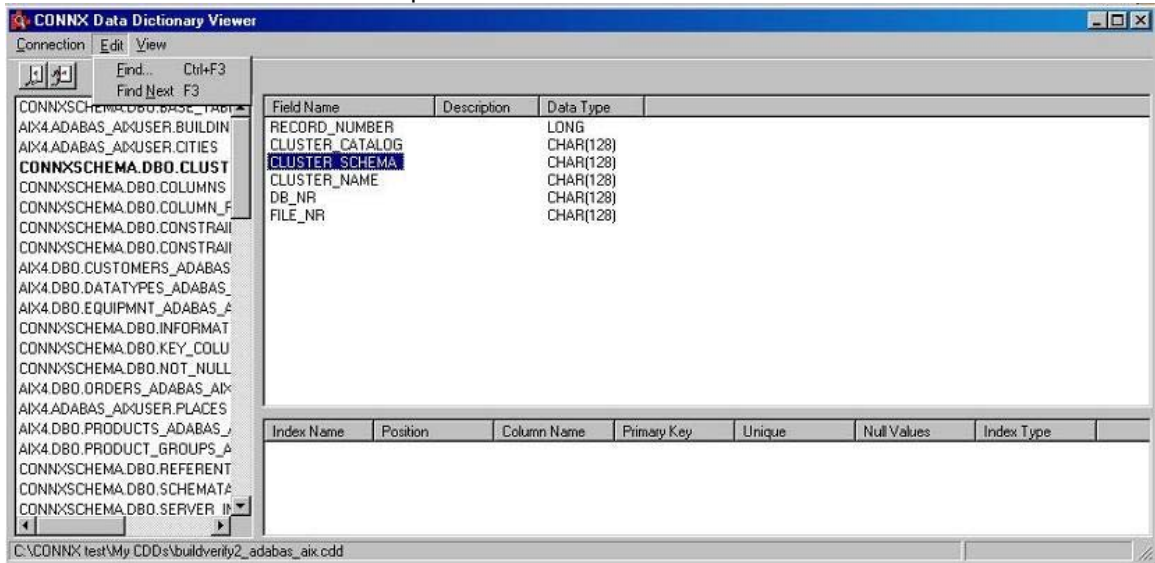 CONNX Data Dictionary Viewer
Connection Edit View
Find... Ctrl+F3
Find Next F3
AIX4.ADABAS_AIXUSER.BUILDIN
AIX4.ADABAS_AIXUSER.CITIES
CONNXSCHEMA.DBO.CLUST
CONNXSCHEMA.DBO.COLUMNS
CONNXSCHEMA.DBO.COLUMN_F
CONNXSCHEMA.DBO.CONSTRAI
CONNXSCHEMA.DBO.CONSTRAI
AIX4.DBO.CUSTOMERS_ADABAS
AIX4.DBO.DATATYPES_ADABAS_
AIX4.DBO.EQUIPMNT_ADABAS_A
CONNXSCHEMA.DBO.INFORMAT
CONNXSCHEMA.DBO.KEY_COLU
CONNXSCHEMA.DBO.NOT_NULL
AIX4.DBO.ORDERS_ADABAS_AIX
AIX4.ADABAS_AIXUSER.PLACES
AIX4.DBO.PRODUCTS_ADABAS_A
AIX4.DBO.PRODUCT_GROUPS_A
CONNXSCHEMA.DBO.REFERENT
CONNXSCHEMA.DBO.SCHEMATA
CONNXSCHEMA.DBO.SERVER_IN
Field Name Description Data Type
RECORD_NUMBER LONG
CLUSTER_CATALOG CHAR(128)
CLUSTER_SCHEMA CHAR(128)
CLUSTER_NAME CHAR(128)
DB_NR CHAR(128)
FILE_NR CHAR(128)
Index Name Position Column Name Primary Key Unique Null Values Index Type
C:\CONNX test\My CDDs\buildverify2_adabas_aix.cdd